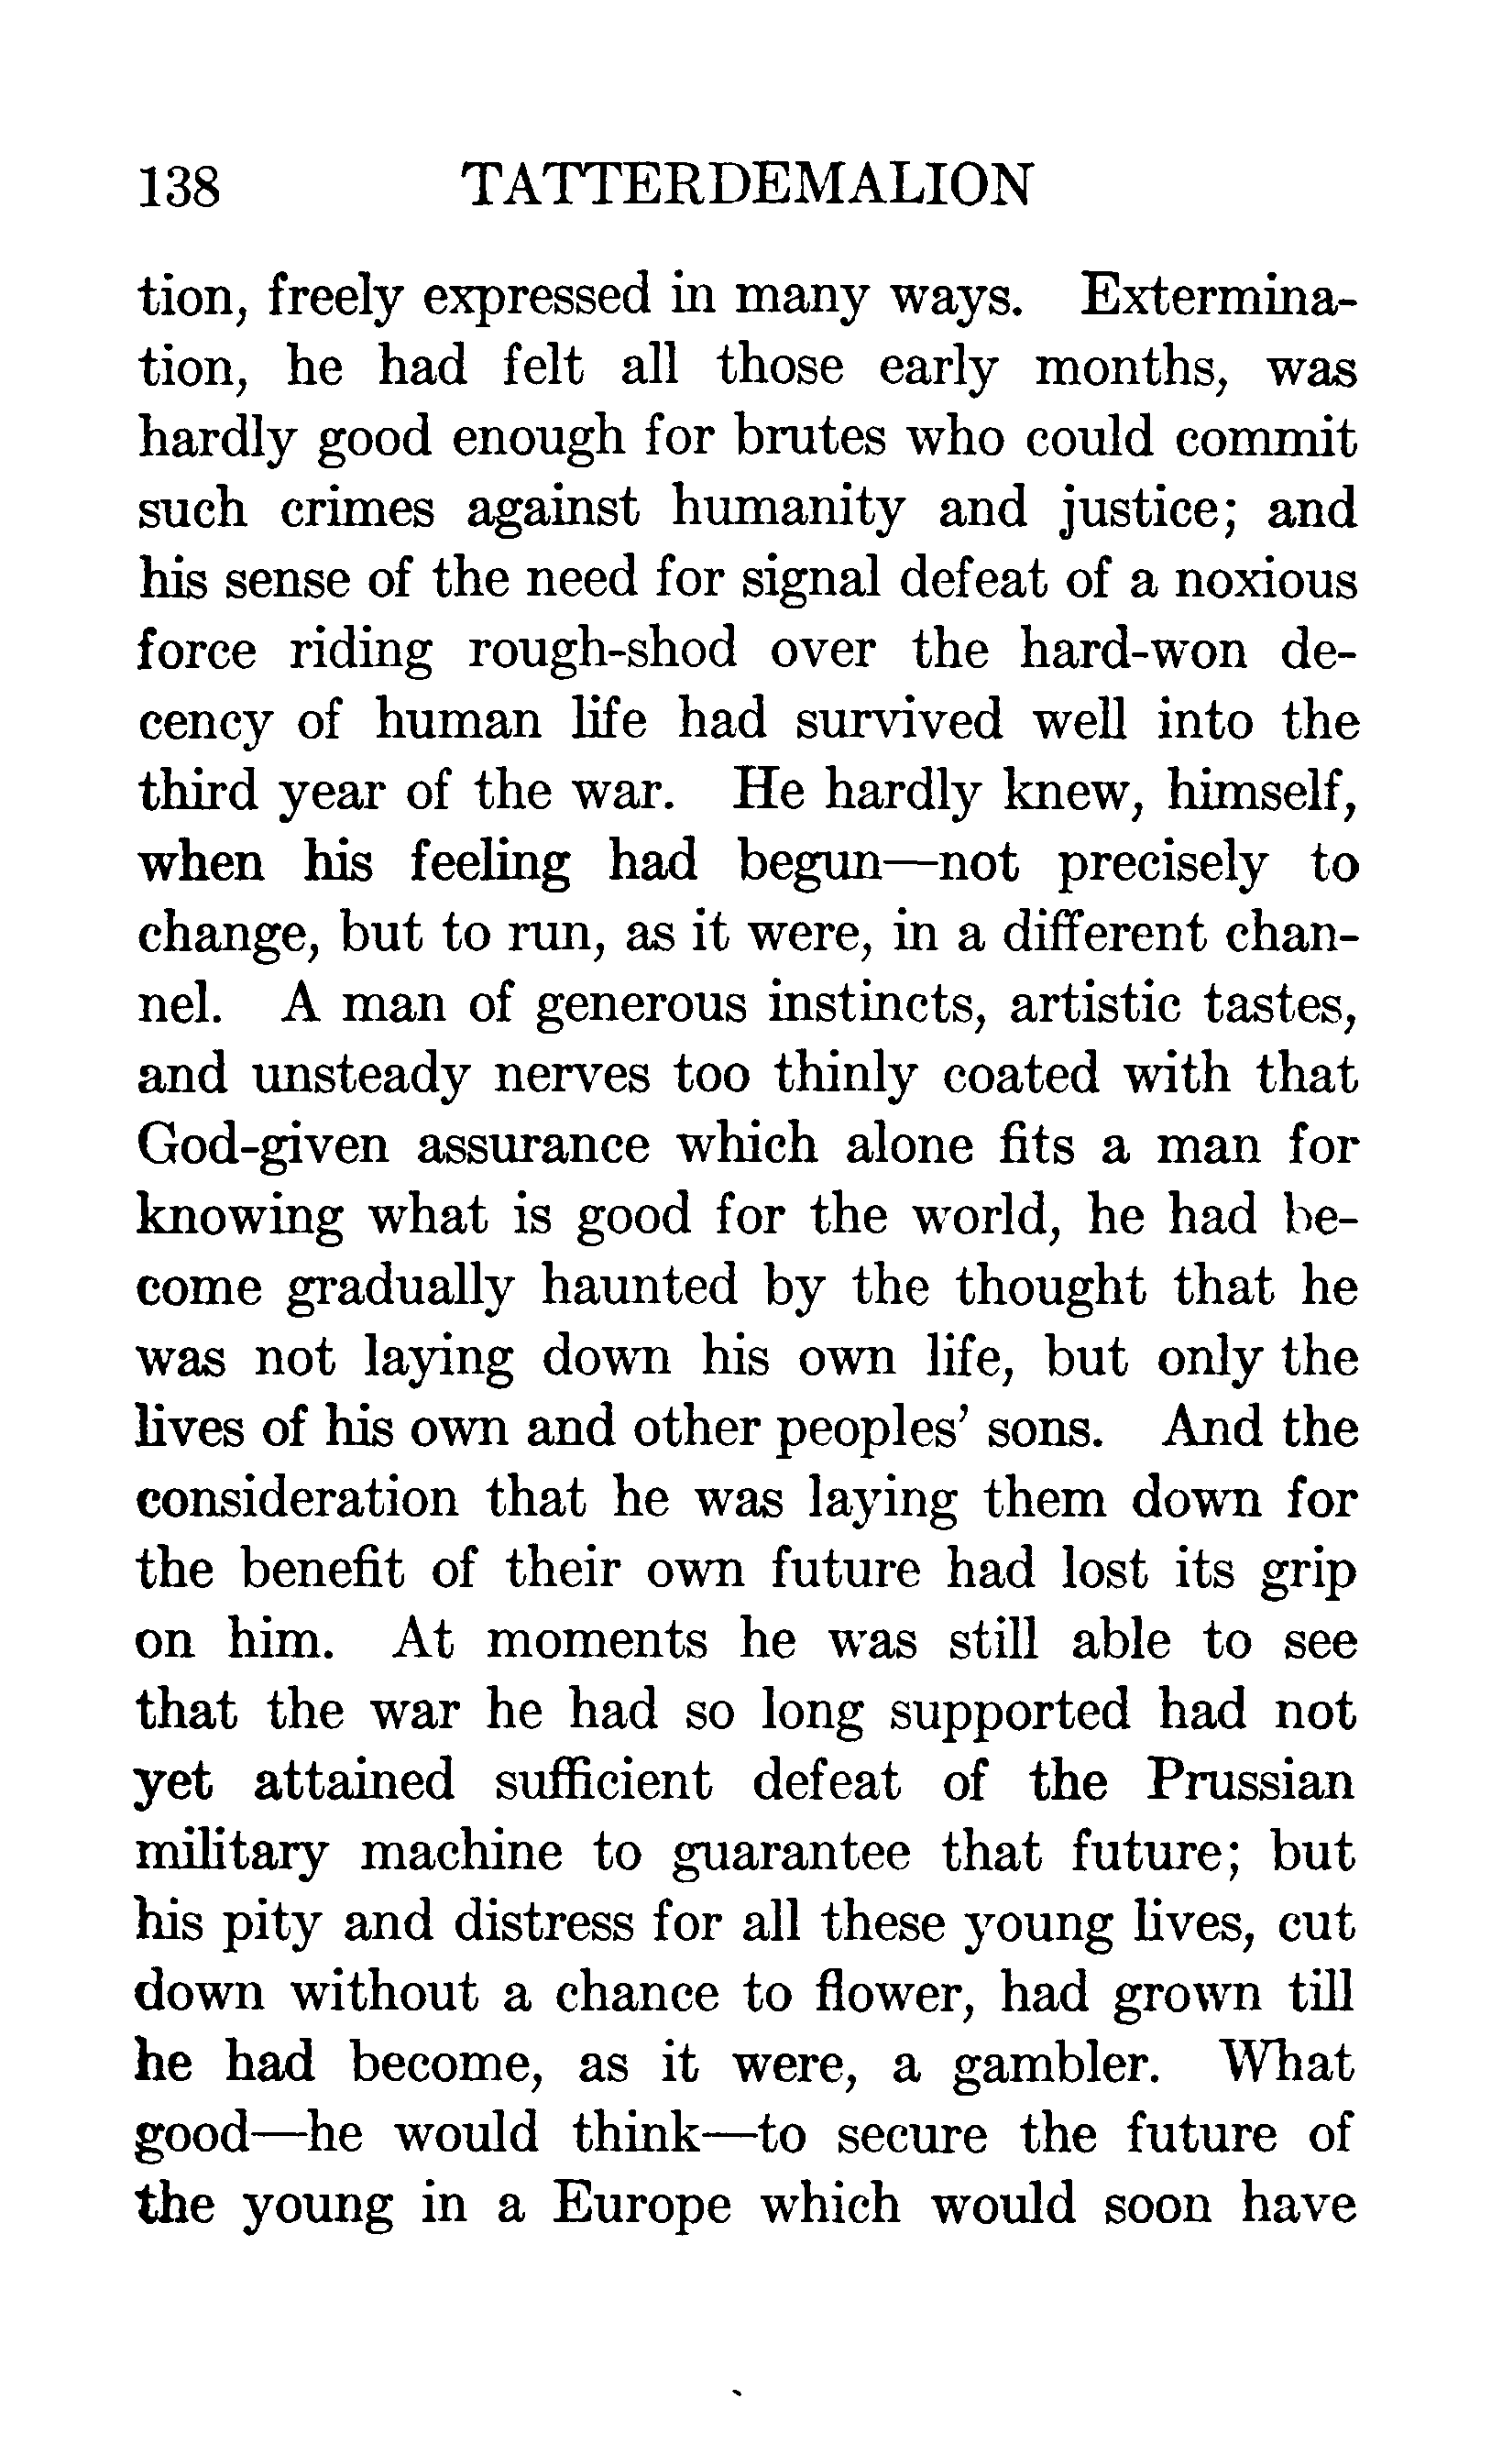 138 TATTERDEMALION
tion, freely expressed in many ways. Extermina-
tion, he had felt all those early months, was
hardly good enough for brutes who could commit
such crimes against humanity and justice; and
his sense of the need for signal defeat of a noxious
force riding rough-shod over the hard-won de-
cency of human life had survived well into the
third year of the war. He hardly knew, himself,
when his feeling had begun—not precisely to
change, but to run, as it were, in a different chan-
nel. A man of generous instincts, artistic tastes,
and unsteady nerves too thinly coated with that
God-given assurance which alone fits a man for
knowing what is good for the world, he had be-
come gradually haunted by the thought that he
was not laying down his own life, but only the
lives of his own and other peoples’ sons. And the
consideration that he was laying them down for
the benefit of their own future had lost its grip
on him. At moments he was still able to see
that the war he had so long supported had not
yet attained sufficient defeat of the Prussian
military machine to guarantee that future; but
his pity and distress for all these young lives, cut
down without a chance to flower, had grown till
he had become, as it were, a gambler. What
good—he would think—to secure the future of
the young in a Europe which would soon have